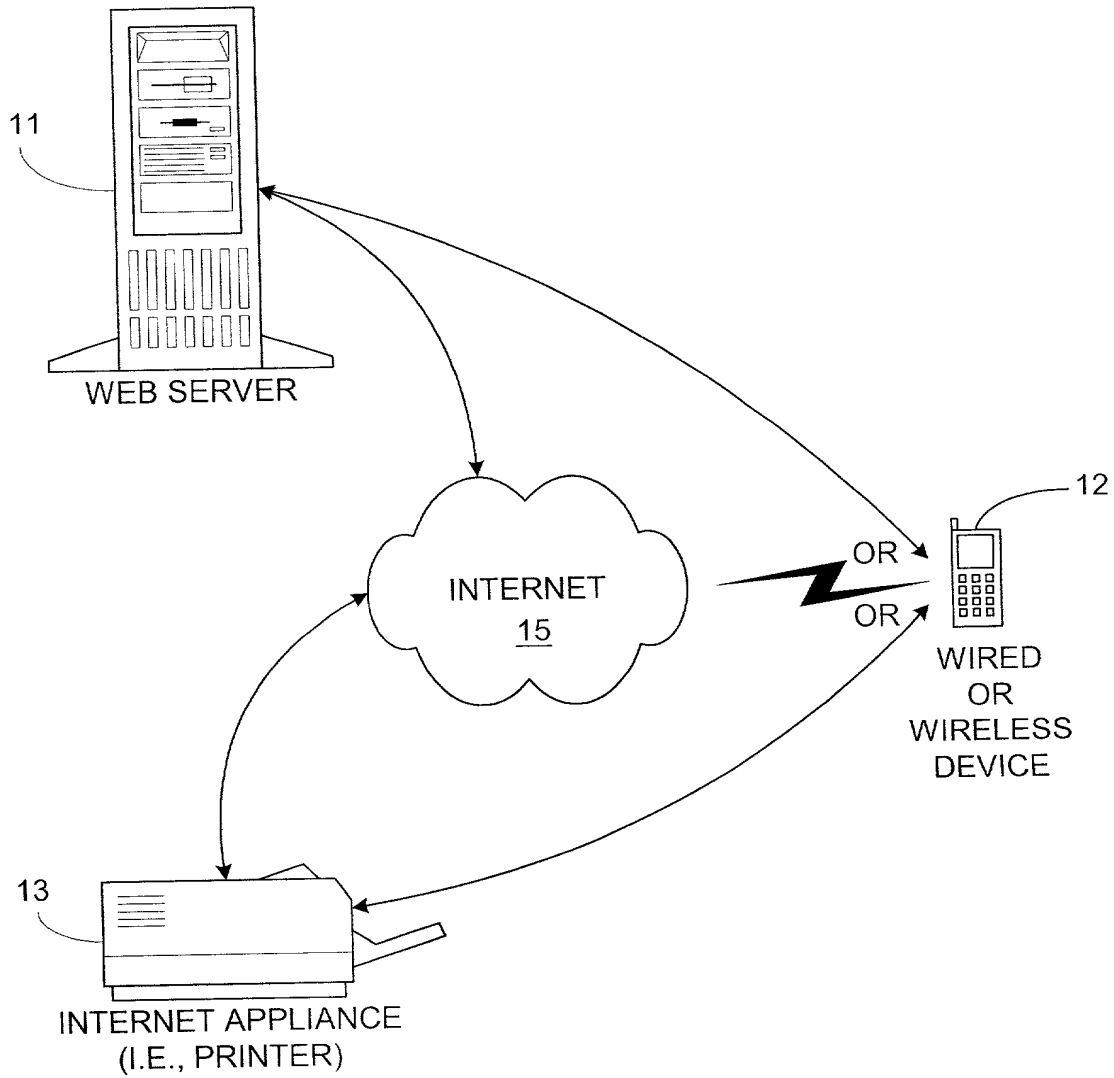 11
WEB SERVER
12
OR
INTERNET
15
OR
WIRED
OR
WIRELESS
DEVICE
13
INTERNET APPLIANCE
(I.E., PRINTER)